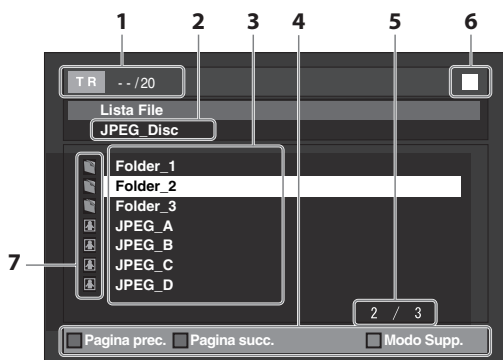 1 2 3 4 5 6
TR --/20
Lista File
JPEG_Disc
Folder_1
Folder_2
Folder_3
JPEG_A
JPEG_B
JPEG_C
JPEG_D
7
2 / 3
Pagina prec. Pagina succ. Modo Supp.